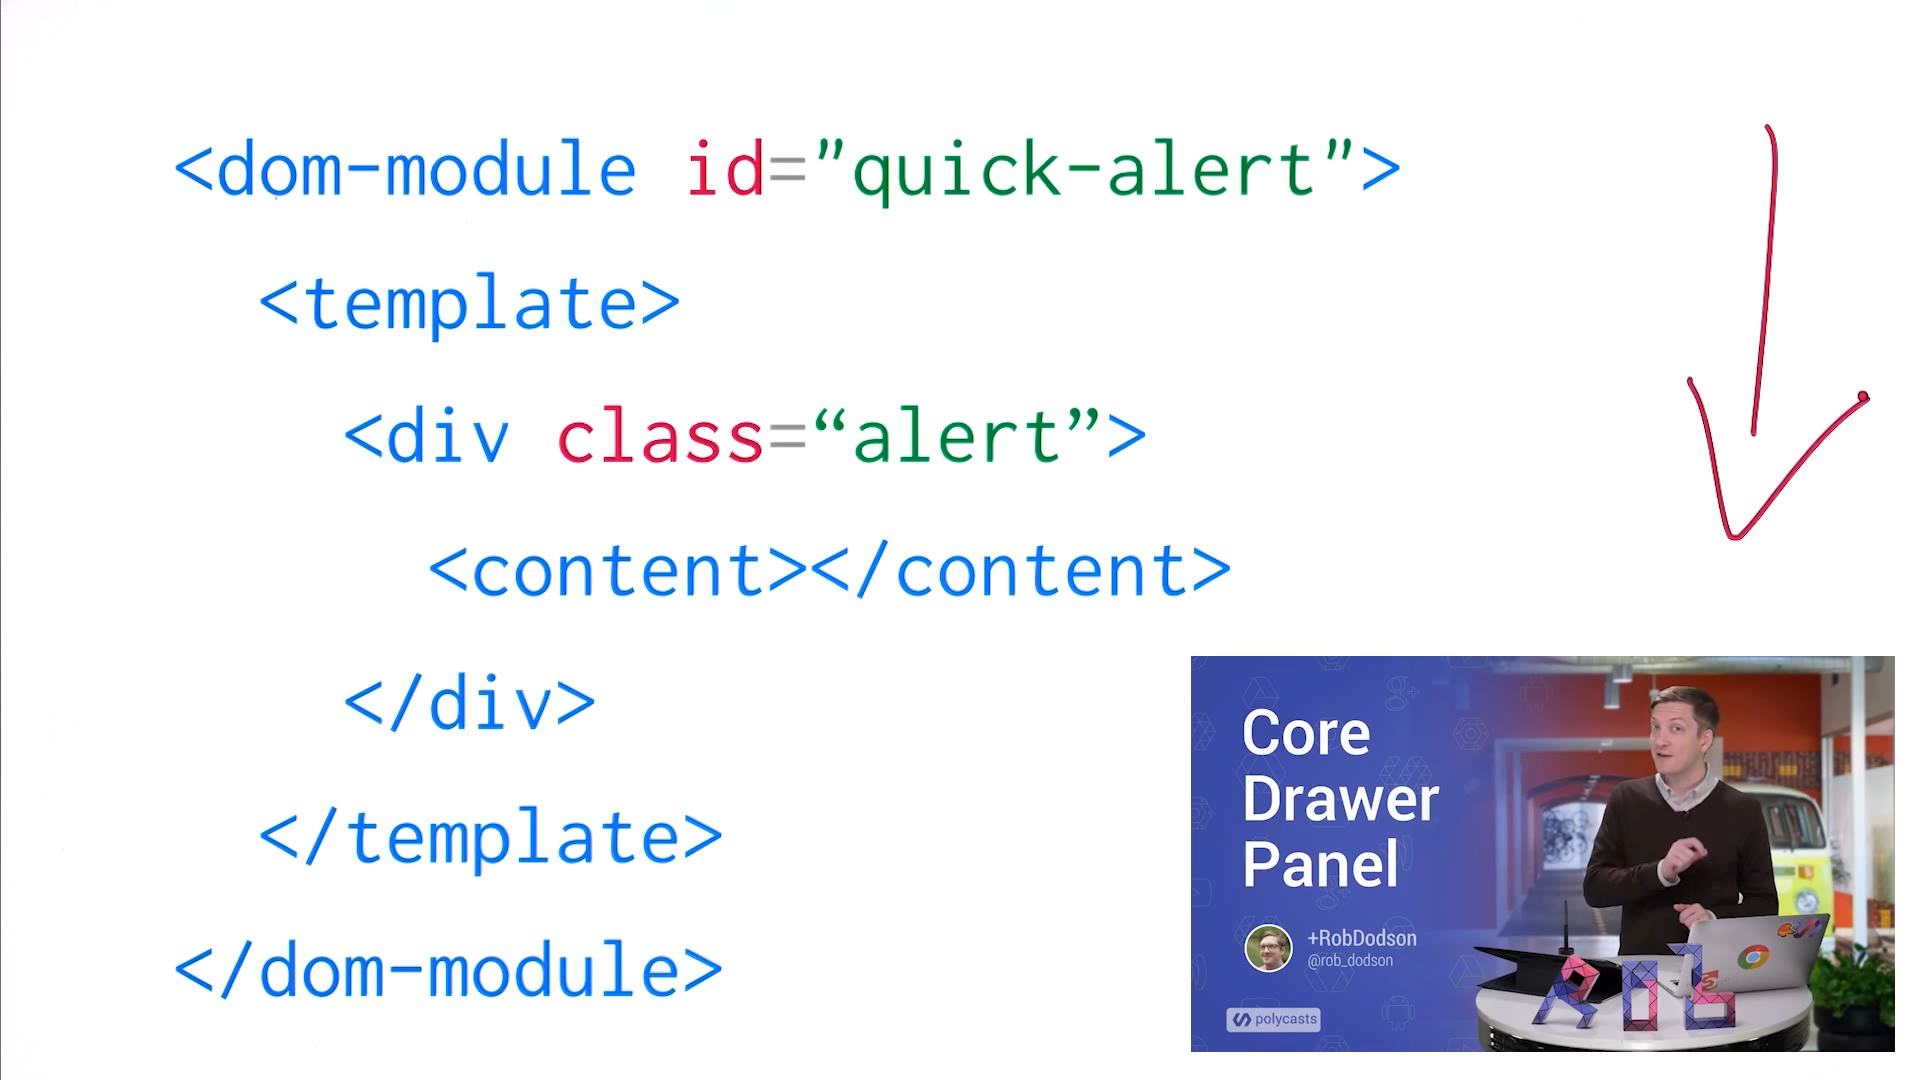 <dom-module id="quick-alert">
<template>
<div class=“alert”>
<content></content>
</div>
</template>
</dom-module>
Core
Drawer
Panel
+RobDodson
@rob_dodson
polycasts
Rob